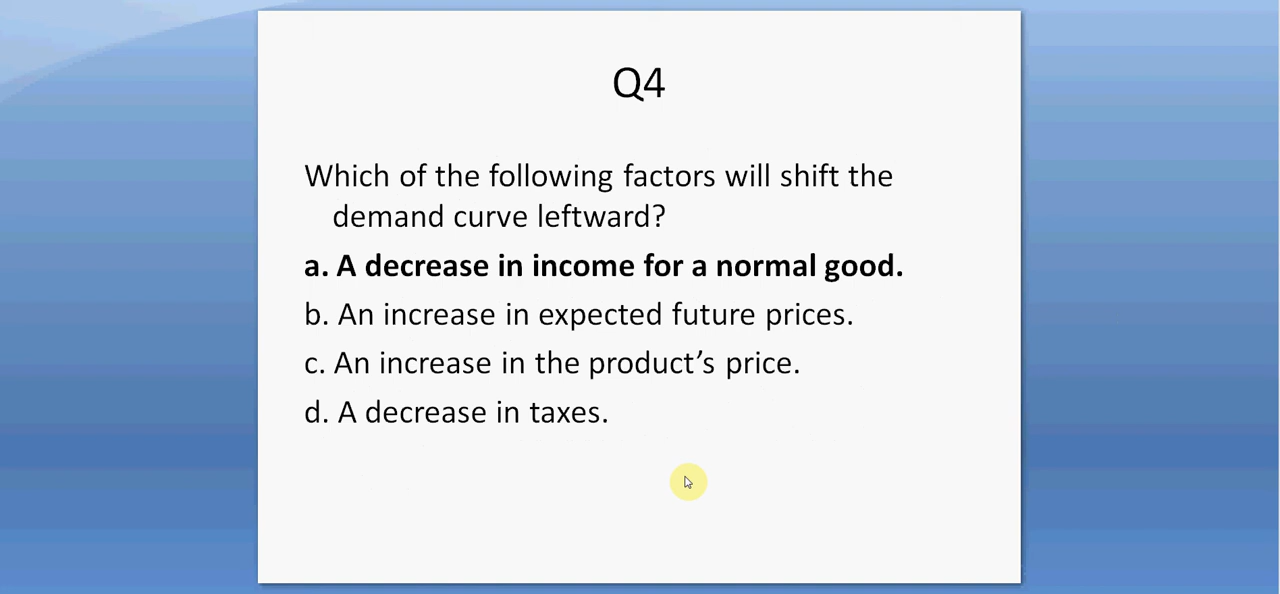 Q4
Which of the following factors will shift the
demand curve leftward?
a. A decrease in income for a normal good.
b. An increase in expected future prices.
c. An increase in the product’s price.
d. A decrease in taxes.